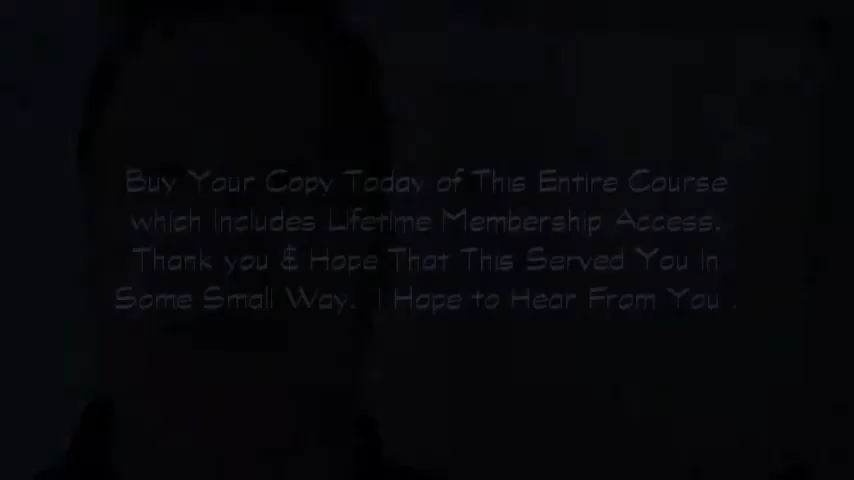 Buy Your Copy Today of This Entire Course
which Includes Lifetime Membership Access.
Thank you & Hope That This Served You in
Some Small Way. I Hope to Hear From You .